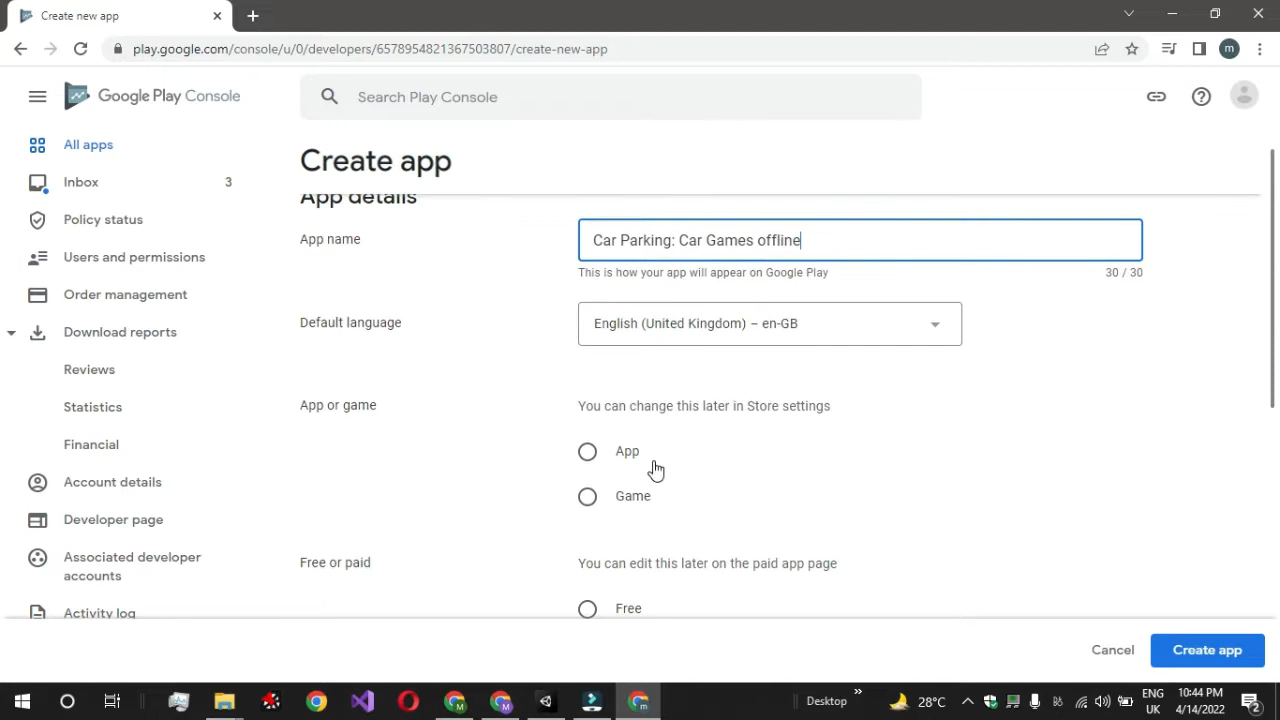 Create new app
play.google.com/console/u/0/developers/6578954821367503807/create-new-app
m
Google Play Console
Search Play Console
All apps
Inbox
3
Policy status
Users and permissions
Order management
Download reports
Reviews
Statistics
Financial
Account details
Developer page
Associated developer
accounts
Activity log
Create app
App details
App name
Car Parking: Car Games offline
This is how your app will appear on Google Play
30 / 30
Default language
English (United Kingdom) – en-GB
App or game
You can change this later in Store settings
App
Game
Free or paid
You can edit this later on the paid app page
Free
Cancel
Create app
Desktop
28°C
ENG
UK
10:44 PM
4/14/2022
2